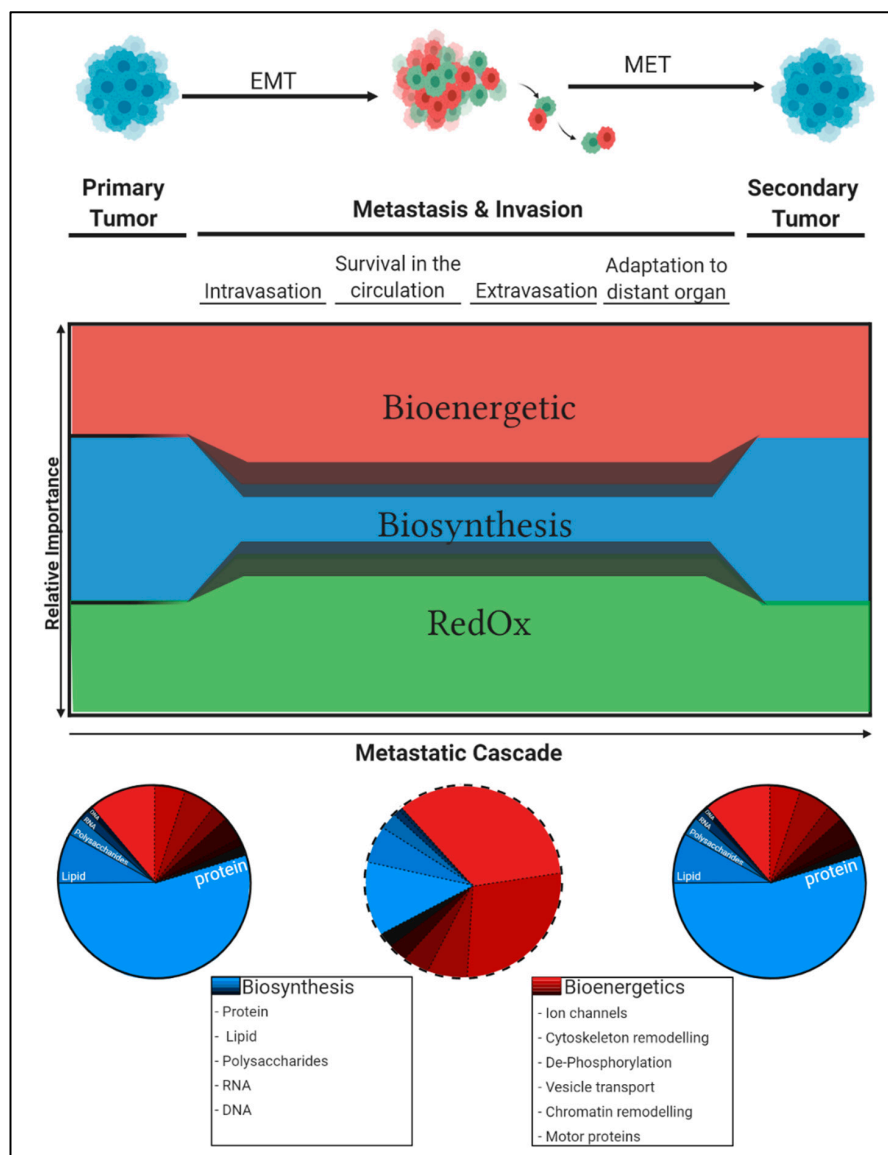 EMT
MET
Primary
Tumor
Metastasis & Invasion
Secondary
Tumor
Intravasation
Survival in the
circulation
Extravasation
Adaptation to
distant organ
Relative Importance
Bioenergetic
Biosynthesis
RedOx
Metastatic Cascade
DNA
RNA
Polysaccharides
Lipid
protein
DNA
RNA
Polysaccharides
Lipid
protein
Biosynthesis
- Protein
- Lipid
- Polysaccharides
- RNA
- DNA
Bioenergetics
- Ion channels
- Cytoskeleton remodelling
- De-Phosphorylation
- Vesicle transport
- Chromatin remodelling
- Motor proteins